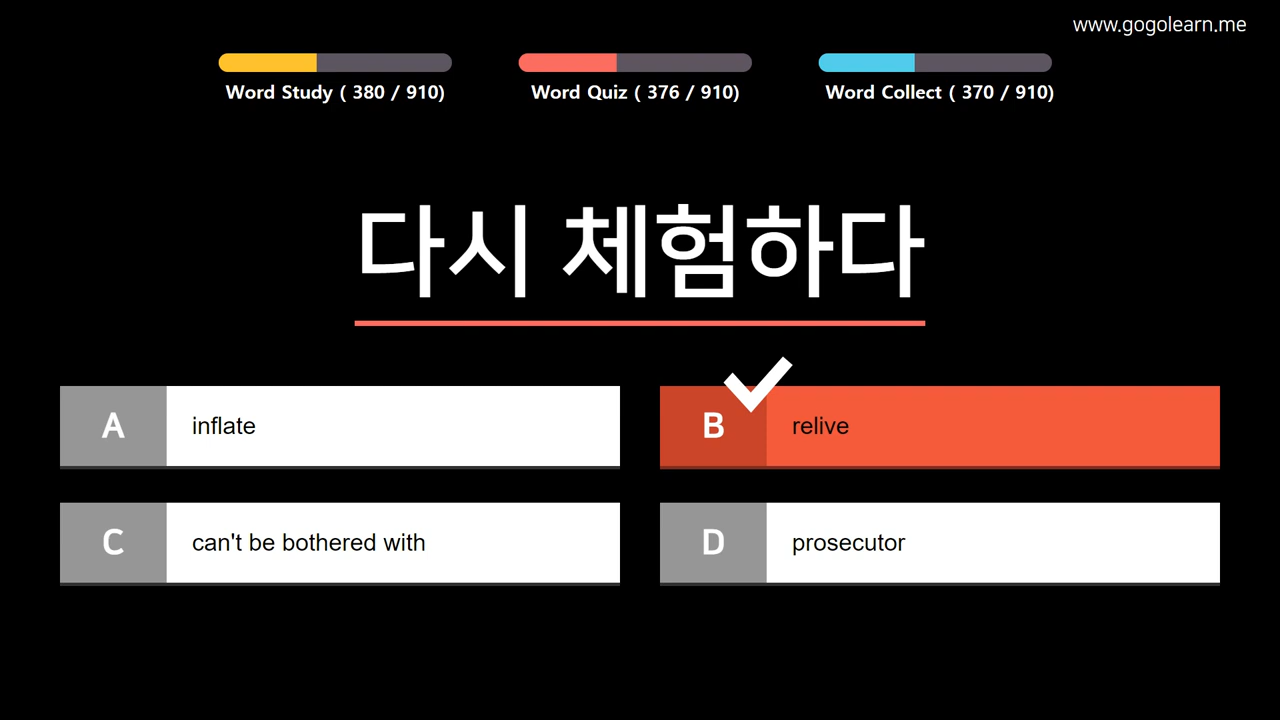 www.gogolearn.me
Word Study ( 380 / 910)
Word Quiz ( 376 / 910)
Word Collect ( 370 / 910)
다시 체험하다
A inflate
B relive
C can't be bothered with
D prosecutor